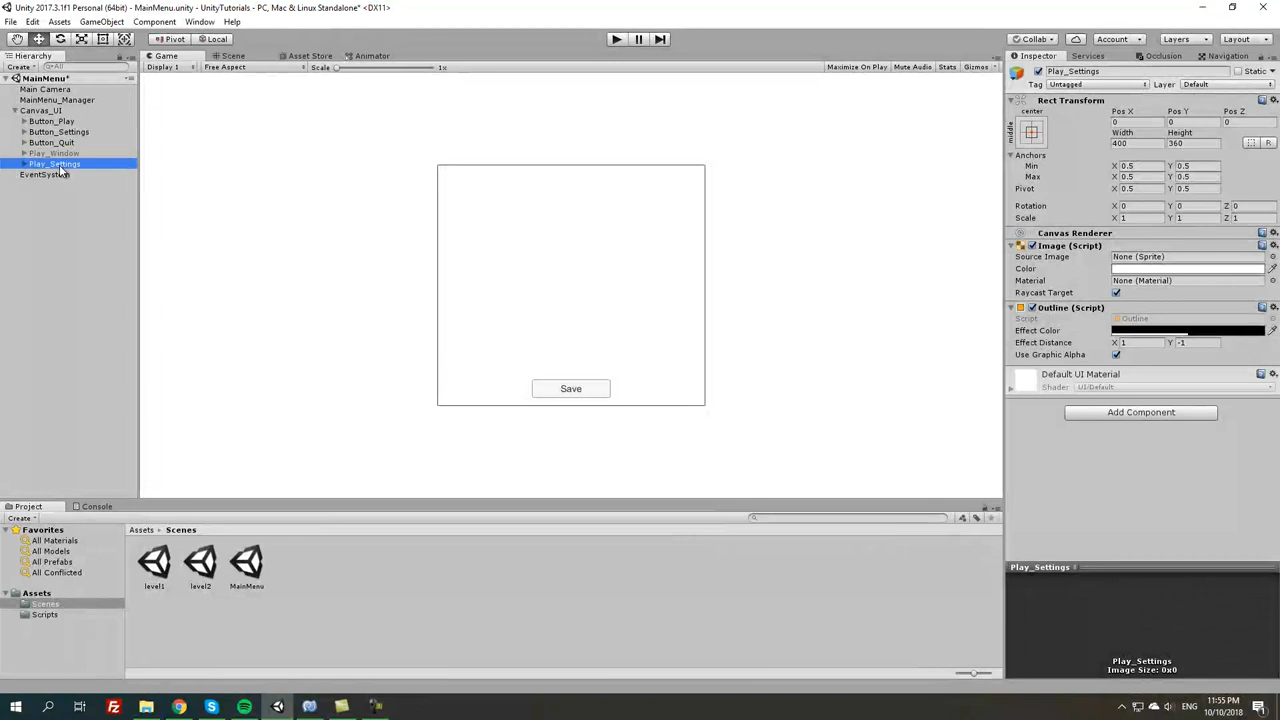 Unity 2017.3.1f1 Personal (64bit) - MainMenu.unity - UnityTutorials - PC, Mac & Linux Standalone* <DX11>
File Edit Assets GameObject Component Window Help
Pivot Local Collab Account Layers Layout
Hierarchy Game Scene Asset Store Animator Inspector Services Occlusion Navigation
Create All Display 1 Free Aspect Scale 1x Maximize On Play Mute Audio Stats Gizmos
MainMenu*
Main Camera
MainMenu_Manager
Canvas_UI
Button_Play
Button_Settings
Button_Quit
Play_Window
Play_Settings
EventSystem
Save
Play_Settings Static
Tag Untagged Layer Default
Rect Transform
center Pos X Pos Y Pos Z
middle 0 0 0
Width Height
400 360 R
Anchors
Min X 0.5 Y 0.5
Max X 0.5 Y 0.5
Pivot X 0.5 Y 0.5
Rotation X 0 Y 0 Z 0
Scale X 1 Y 1 Z 1
Canvas Renderer
Image (Script)
Source Image None (Sprite)
Color
Material None (Material)
Raycast Target
Outline (Script)
Script Outline
Effect Color
Effect Distance X 1 Y -1
Use Graphic Alpha
Default UI Material
Shader UI/Default
Add Component
Project Console
Create
Favorites
All Materials
All Models
All Prefabs
All Conflicted
Assets
Scenes
Scripts
Assets Scenes
level1 level2 MainMenu
Play_Settings
Play_Settings
Image Size: 0x0
11:55 PM
10/10/2018
1